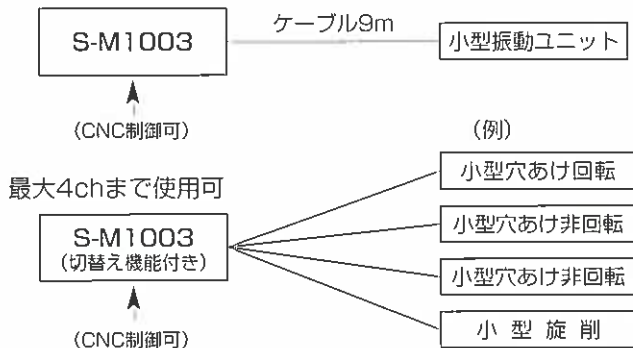 S-M1003
ケーブル9m
小型振動ユニット
(CNC制御可)
最大4chまで使用可
S-M1003
(切替え機能付き)
(CNC制御可)
(例)
小型穴あけ回転
小型穴あけ非回転
小型穴あけ非回転
小型旋削